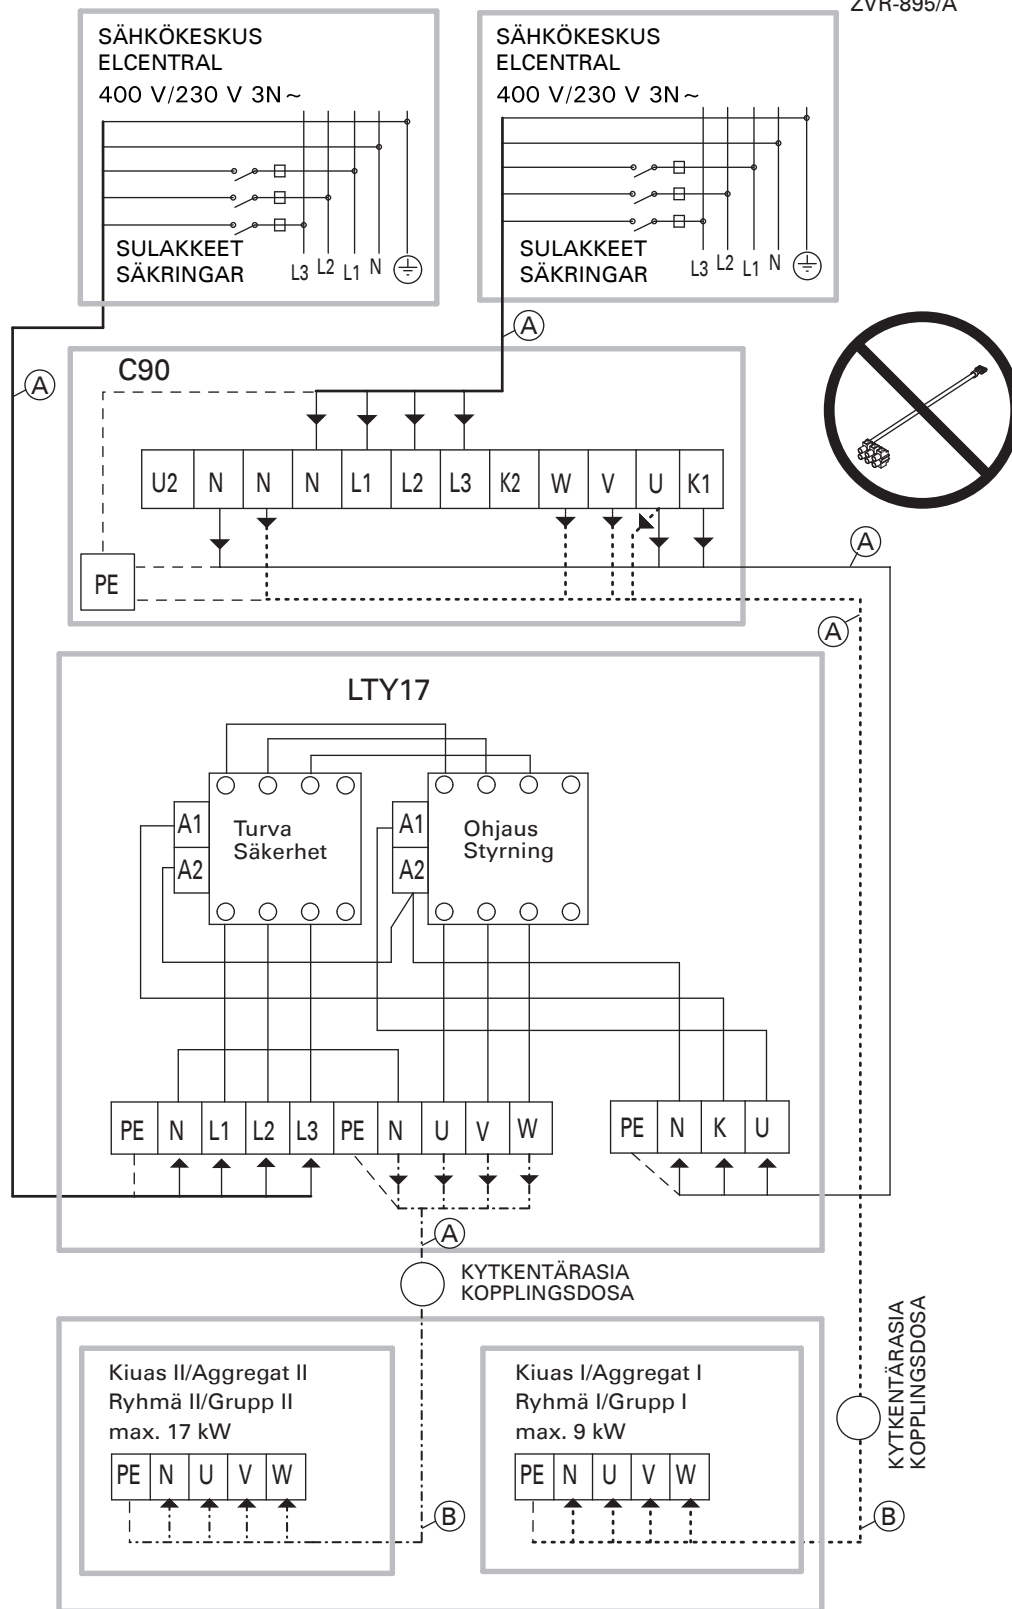 ZVR-895/A
SÄHKÖKESKUS
ELCENTRAL
400 V/230 V 3N~
SULAKKEET
SÄKRINGAR
L3 L2 L1 N
SÄHKÖKESKUS
ELCENTRAL
400 V/230 V 3N~
SULAKKEET
SÄKRINGAR
L3 L2 L1 N
A
A
C90
U2 N N N L1 L2 L3 K2 W V U K1
PE
A
A
LTY17
A1
A2
Turva
Säkerhet
A1
A2
Ohjaus
Styrning
PE N L1 L2 L3 PE N U V W
PE N K U
A
KYTKENTÄRASIA
KOPPLINGSDOSA
KYTKENTÄRASIA
KOPPLINGSDOSA
Kiuas II/Aggregat II
Ryhmä II/Grupp II
max. 17 kW
PE N U V W
B
Kiuas I/Aggregat I
Ryhmä I/Grupp I
max. 9 kW
PE N U V W
B